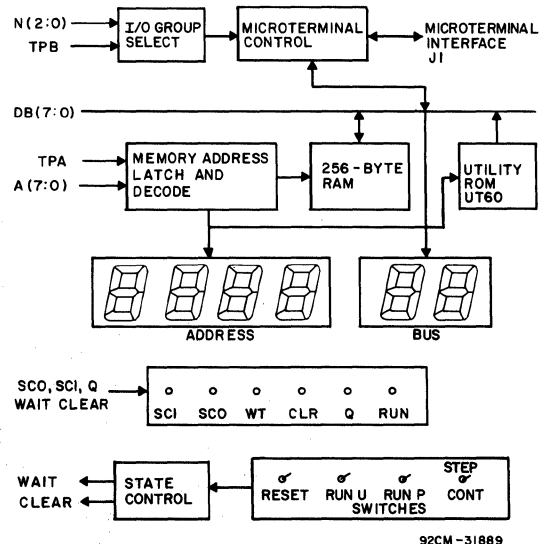 N(2:0)
TPB
I/O GROUP
SELECT
MICROTERMINAL
CONTROL
MICROTERMINAL
INTERFACE
J1
DB(7:0)
TPA
A(7:0)
MEMORY ADDRESS
LATCH AND
DECODE
256-BYTE
RAM
UTILITY
ROM
UT60
ADDRESS
BUS
SCO, SCI, Q
WAIT CLEAR
SCI SCO WT CLR Q RUN
WAIT
CLEAR
STATE
CONTROL
STEP
RESET RUN U RUN P CONT
SWITCHES
92CM-31889